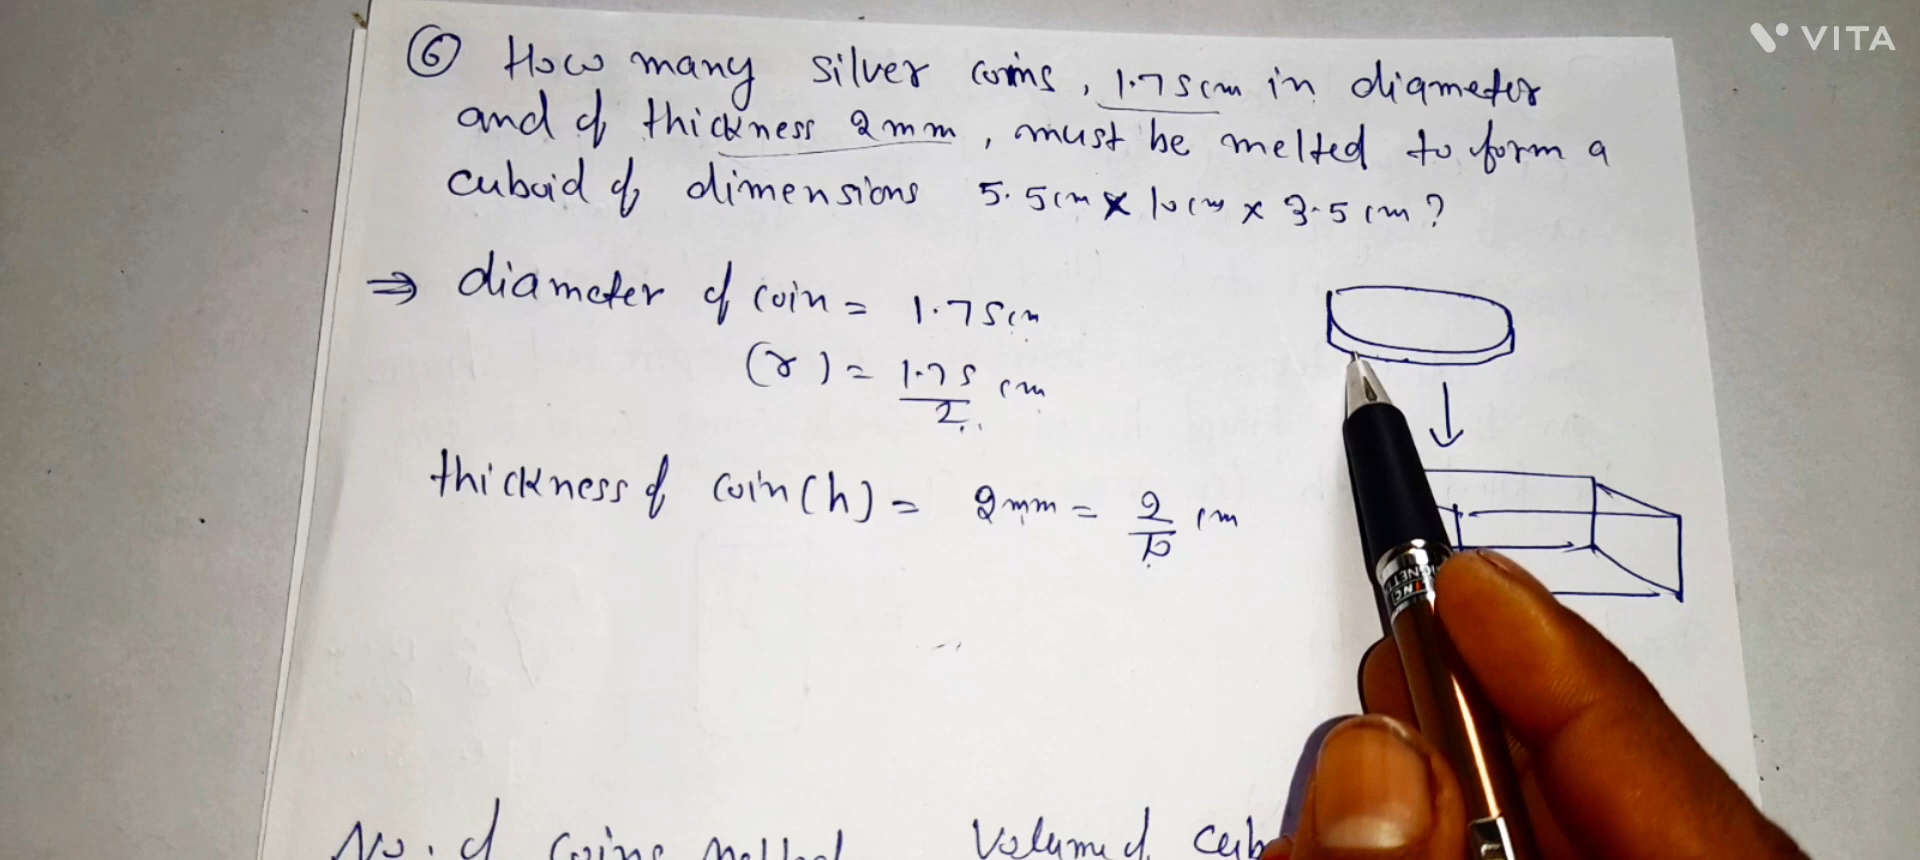 VITA
⑥ How many silver coins, 1.75cm in diameter
and of thickness 2mm, must be melted to form a
cuboid of dimensions 5.5cm × 10cm × 3.5cm?
⇒ diameter of coin = 1.75cm
(r) = 1.75/2 cm
thickness of coin (h) = 2mm = 2/10 cm
No. of coins melted Volume of cub